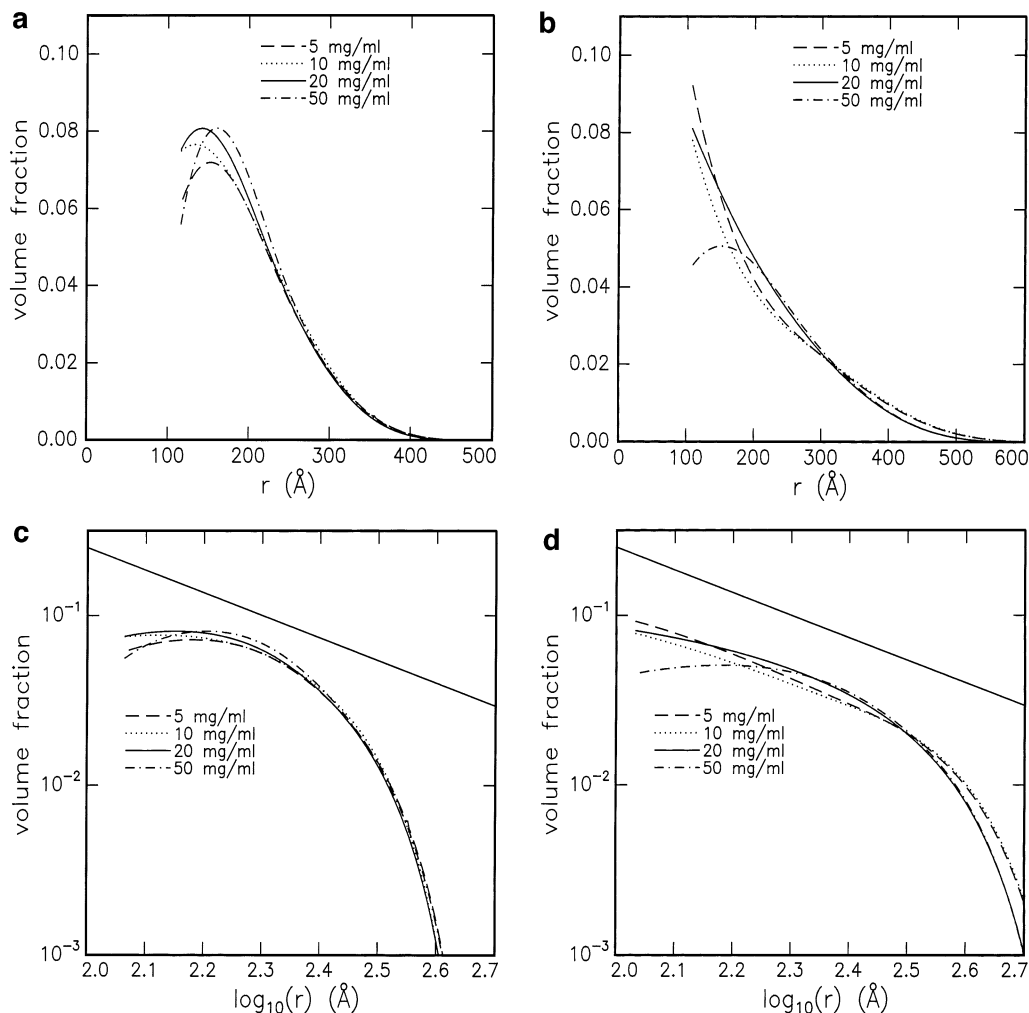 a
0.10
0.08
0.06
0.04
0.02
0.00
volume fraction
5 mg/ml
10 mg/ml
20 mg/ml
50 mg/ml
0 100 200 300 400 500
r (Å)
b
0.10
0.08
0.06
0.04
0.02
0.00
volume fraction
5 mg/ml
10 mg/ml
20 mg/ml
50 mg/ml
0 100 200 300 400 500 600
r (Å)
c
10⁻¹
10⁻²
10⁻³
volume fraction
5 mg/ml
10 mg/ml
20 mg/ml
50 mg/ml
2.0 2.1 2.2 2.3 2.4 2.5 2.6 2.7
log₁₀(r) (Å)
d
10⁻¹
10⁻²
10⁻³
volume fraction
5 mg/ml
10 mg/ml
20 mg/ml
50 mg/ml
2.0 2.1 2.2 2.3 2.4 2.5 2.6 2.7
log₁₀(r) (Å)